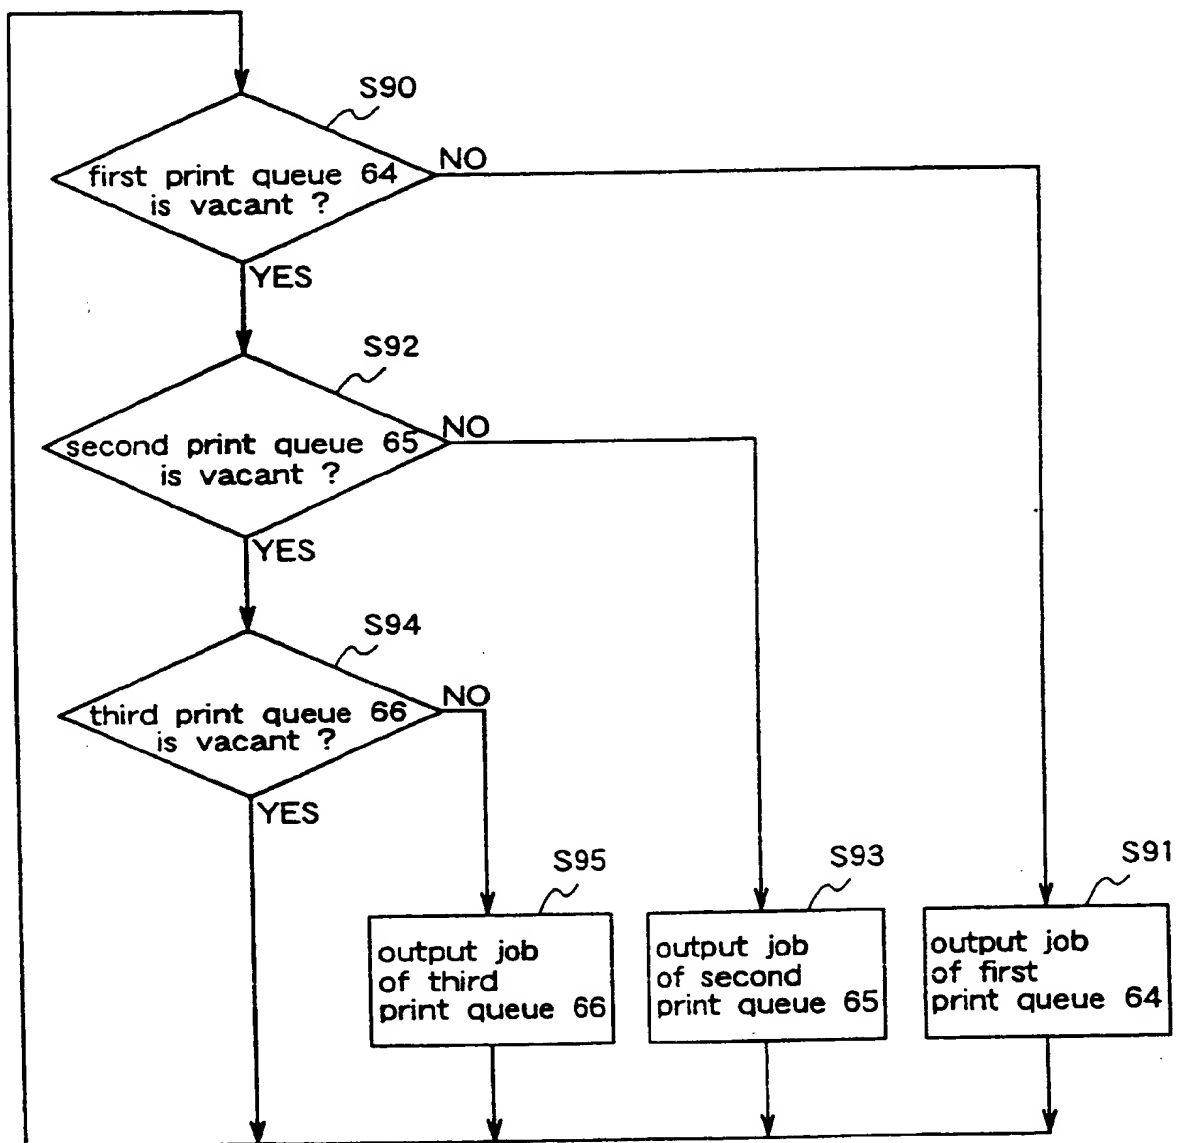 S90
first print queue 64
is vacant ?
NO
YES
S92
second print queue 65
is vacant ?
NO
YES
S94
third print queue 66
is vacant ?
NO
YES
S95
output job
of third
print queue 66
S93
output job
of second
print queue 65
S91
output job
of first
print queue 64